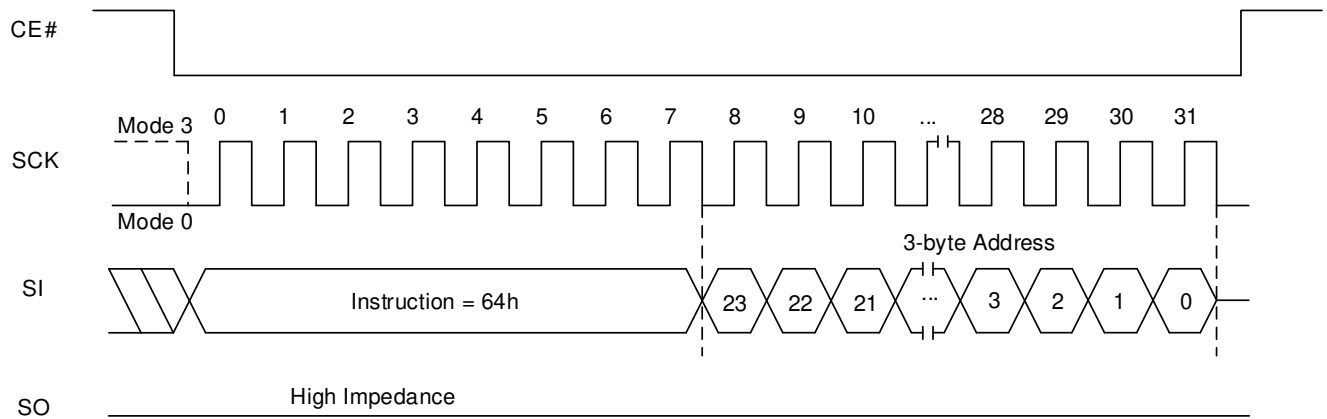 CE#
Mode 3
0 1 2 3 4 5 6 7 8 9 10 ... 28 29 30 31
SCK
Mode 0
3-byte Address
SI
Instruction = 64h
23 22 21 ... 3 2 1 0
High Impedance
SO